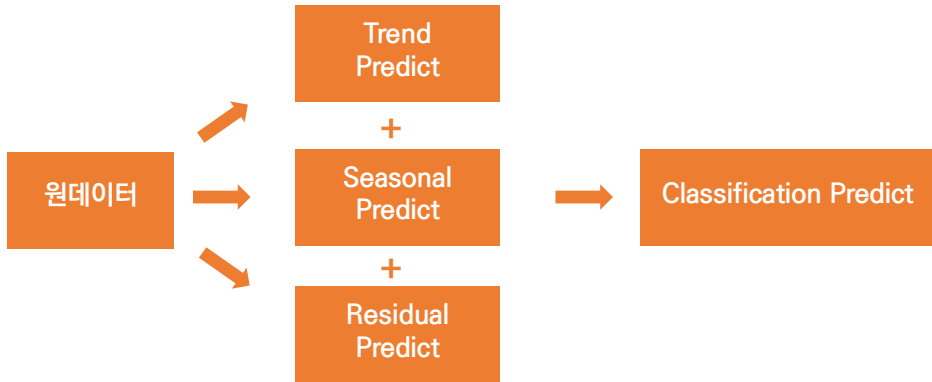 Trend
Predict
+
원데이터
Seasonal
Predict
Classification Predict
+
Residual
Predict